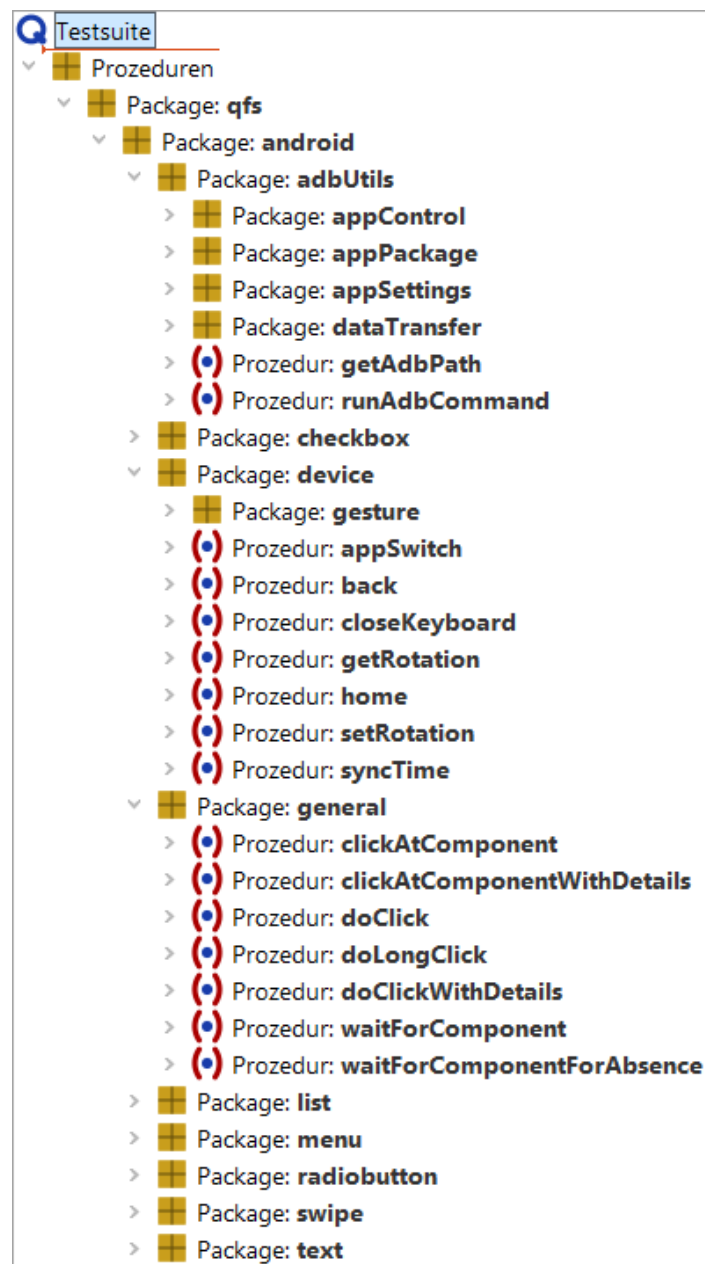 Testsuite
Prozeduren
Package: qfs
Package: android
Package: adbUtils
Package: appControl
Package: appPackage
Package: appSettings
Package: dataTransfer
Prozedur: getAdbPath
Prozedur: runAdbCommand
Package: checkbox
Package: device
Package: gesture
Prozedur: appSwitch
Prozedur: back
Prozedur: closeKeyboard
Prozedur: getRotation
Prozedur: home
Prozedur: setRotation
Prozedur: syncTime
Package: general
Prozedur: clickAtComponent
Prozedur: clickAtComponentWithDetails
Prozedur: doClick
Prozedur: doLongClick
Prozedur: doClickWithDetails
Prozedur: waitForComponent
Prozedur: waitForComponentForAbsence
Package: list
Package: menu
Package: radiobutton
Package: swipe
Package: text